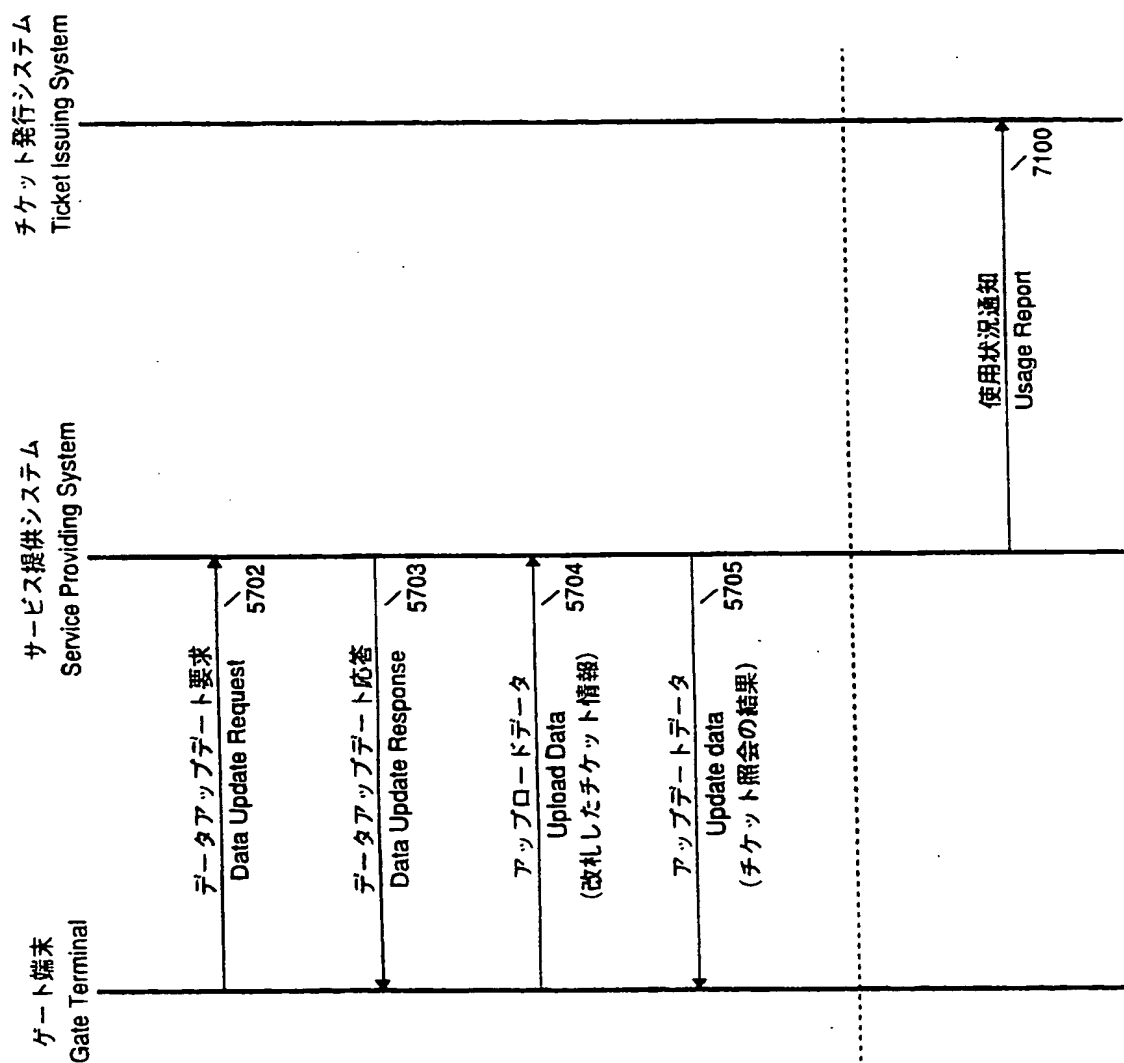 ゲート端末
Gate Terminal
サービス提供システム
Service Providing System
チケット発行システム
Ticket Issuing System
データアップデート要求
Data Update Request
5702
データアップデート応答
Data Update Response
5703
アップロードデータ
Upload Data
(改札したチケット情報)
5704
アップデートデータ
Update data
(チケット照会の結果)
5705
使用状況通知
Usage Report
7100